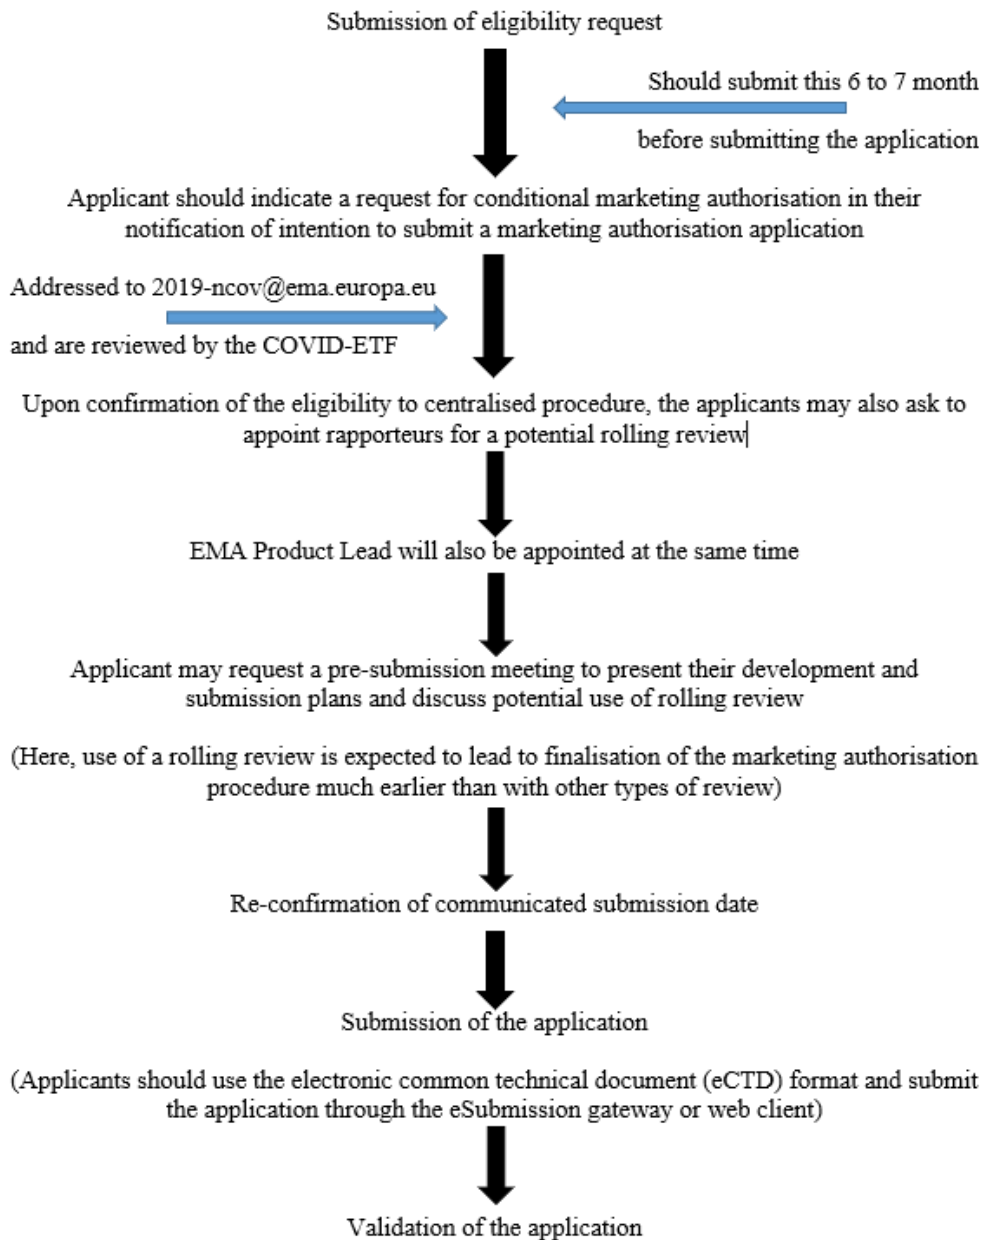 Submission of eligibility request
Should submit this 6 to 7 month
before submitting the application
Applicant should indicate a request for conditional marketing authorisation in their
notification of intention to submit a marketing authorisation application
Addressed to 2019-ncov@ema.europa.eu
and are reviewed by the COVID-ETF
Upon confirmation of the eligibility to centralised procedure, the applicants may also ask to
appoint rapporteurs for a potential rolling review
EMA Product Lead will also be appointed at the same time
Applicant may request a pre-submission meeting to present their development and
submission plans and discuss potential use of rolling review
(Here, use of a rolling review is expected to lead to finalisation of the marketing authorisation
procedure much earlier than with other types of review)
Re-confirmation of communicated submission date
Submission of the application
(Applicants should use the electronic common technical document (eCTD) format and submit
the application through the eSubmission gateway or web client)
Validation of the application